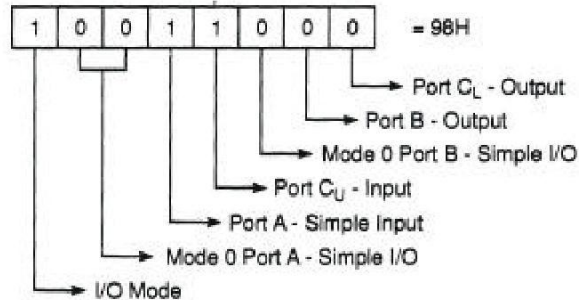 1 0 0 1 1 0 0 0 = 98H
Port C_L - Output
Port B - Output
Mode 0 Port B - Simple I/O
Port C_U - Input
Port A - Simple Input
Mode 0 Port A - Simple I/O
I/O Mode